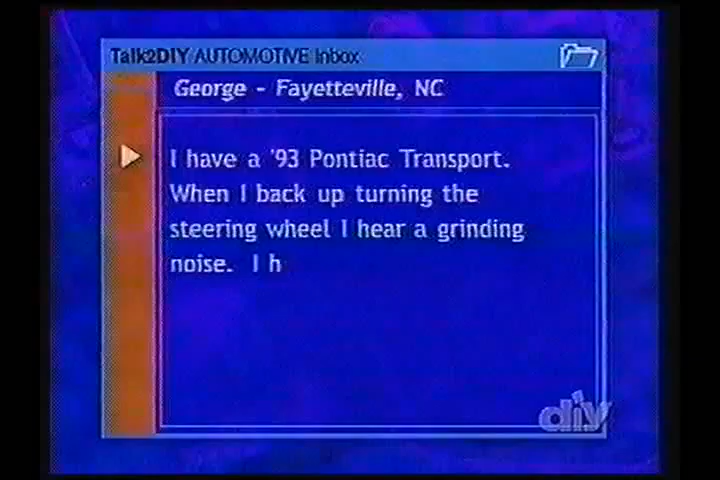 Talk2DIY AUTOMOTIVE Inbox
George - Fayetteville, NC
I have a '93 Pontiac Transport.
When I back up turning the
steering wheel I hear a grinding
noise.  I h
diy